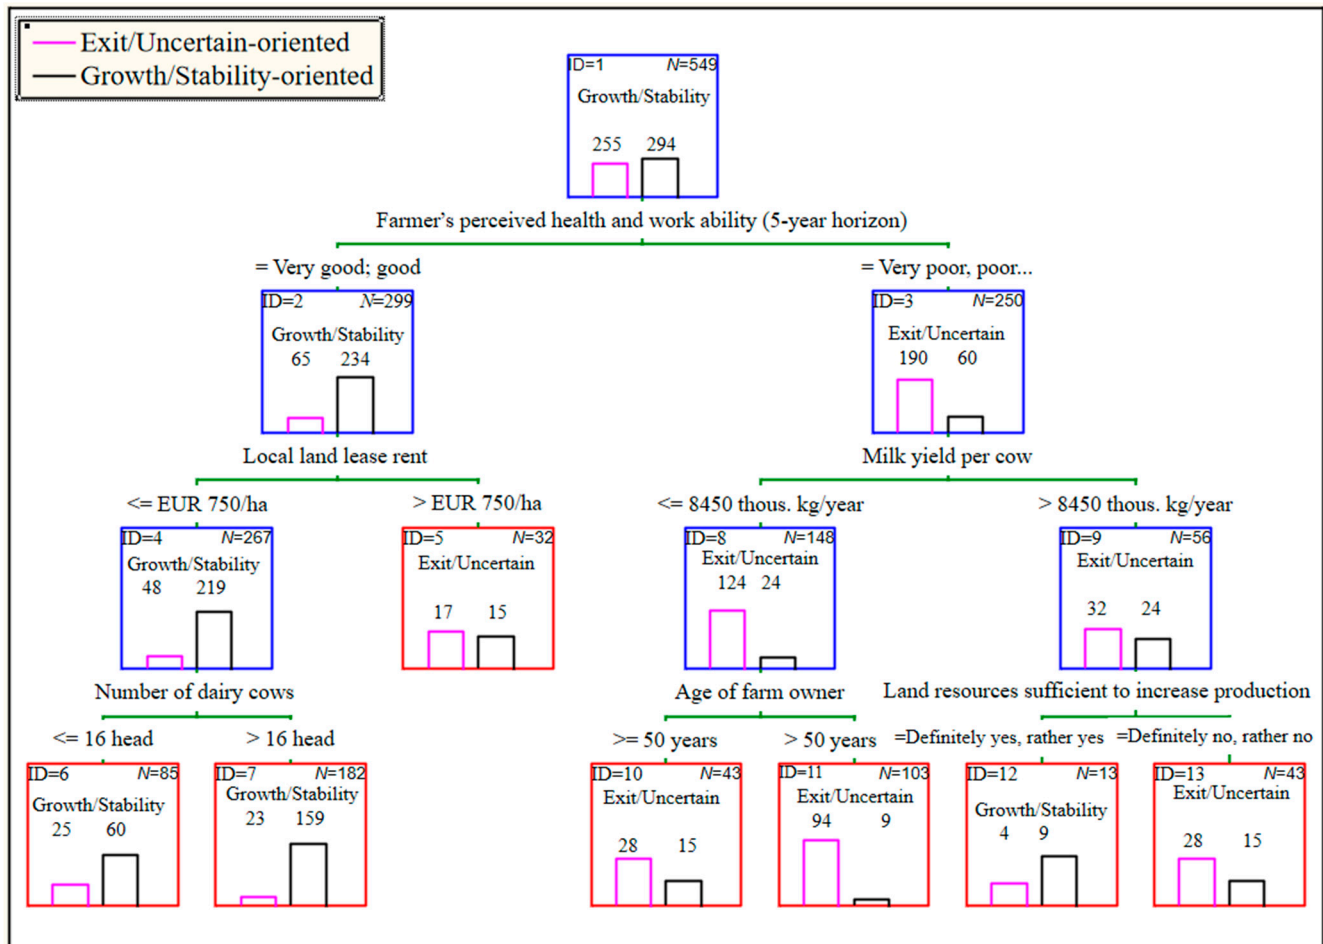 Exit/Uncertain-oriented
Growth/Stability-oriented
ID=1 N=549
Growth/Stability
255 294
Farmer's perceived health and work ability (5-year horizon)
= Very good; good
= Very poor, poor...
ID=2 N=299
Growth/Stability
65 234
ID=3 N=250
Exit/Uncertain
190 60
Local land lease rent
Milk yield per cow
<= EUR 750/ha
> EUR 750/ha
<= 8450 thous. kg/year
> 8450 thous. kg/year
ID=4 N=267
Growth/Stability
48 219
ID=5 N=32
Exit/Uncertain
17 15
ID=8 N=148
Exit/Uncertain
124 24
ID=9 N=56
Exit/Uncertain
32 24
Number of dairy cows
Age of farm owner
Land resources sufficient to increase production
<= 16 head
> 16 head
>= 50 years
> 50 years
=Definitely yes, rather yes
=Definitely no, rather no
ID=6 N=85
Growth/Stability
25 60
ID=7 N=182
Growth/Stability
23 159
ID=10 N=43
Exit/Uncertain
28 15
ID=11 N=103
Exit/Uncertain
94 9
ID=12 N=13
Growth/Stability
4 9
ID=13 N=43
Exit/Uncertain
28 15